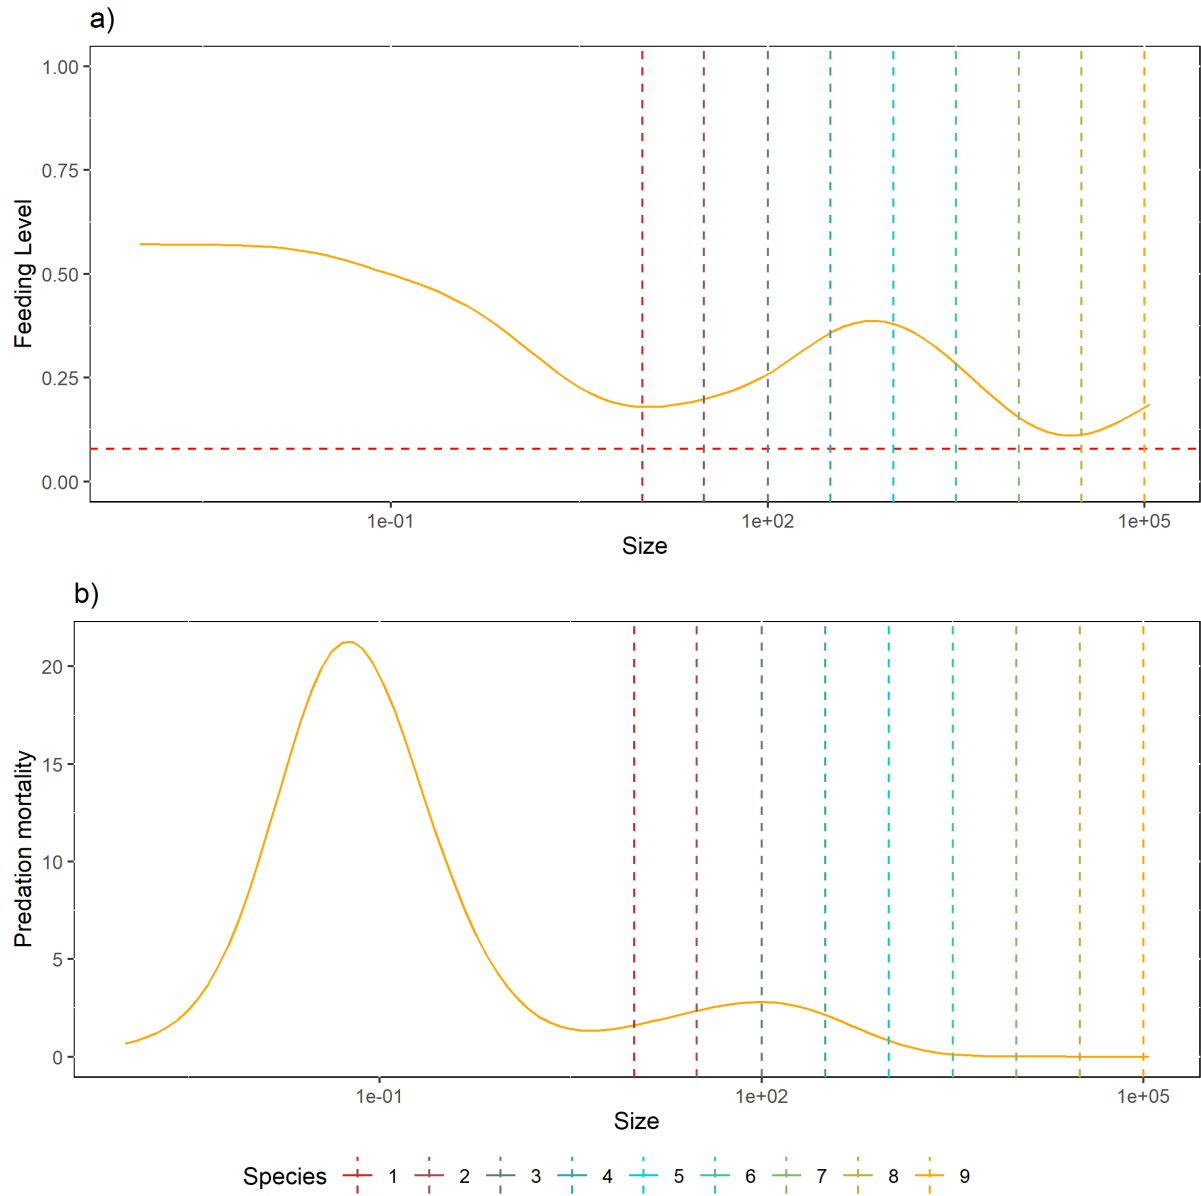 a)
1.00
0.75
0.50
0.25
0.00
Feeding Level
1e-01 1e+02 1e+05
Size
b)
20
15
10
5
0
Predation mortality
1e-01 1e+02 1e+05
Size
Species 1 2 3 4 5 6 7 8 9